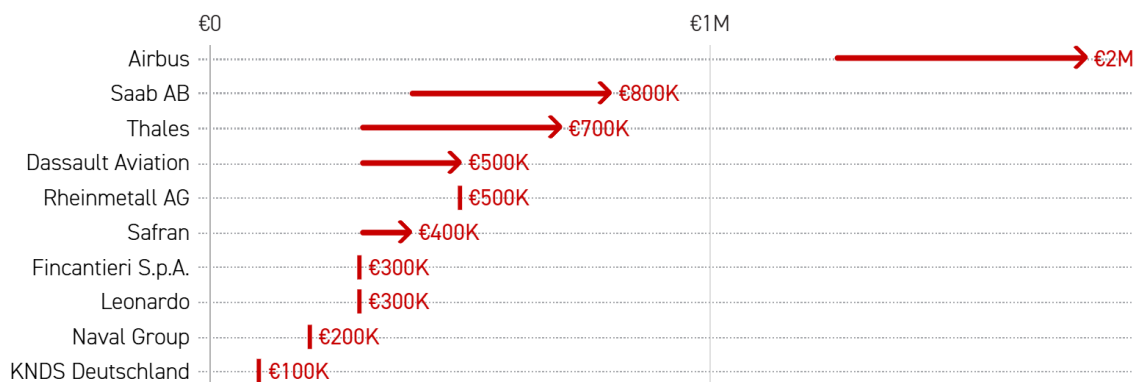 €0 €1M
Airbus €2M
Saab AB €800K
Thales €700K
Dassault Aviation €500K
Rheinmetall AG €500K
Safran €400K
Fincantieri S.p.A. €300K
Leonardo €300K
Naval Group €200K
KNDS Deutschland €100K